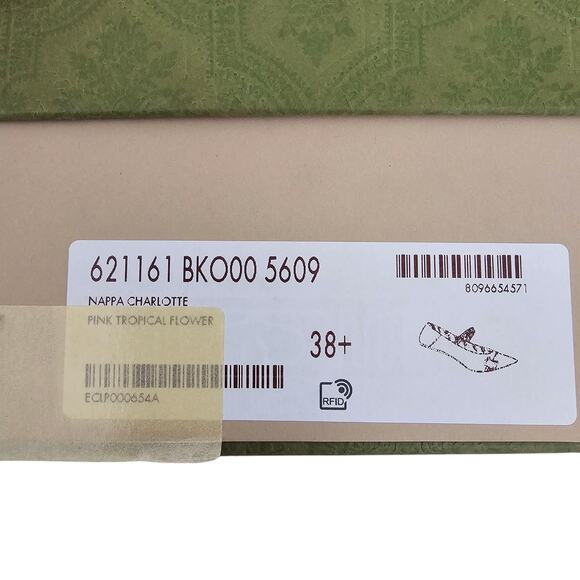 621161 BKO00 5609
8096654571
NAPPA CHARLOTTE
PINK TROPICAL FLOWER
38+
RFID
ECLP000654A